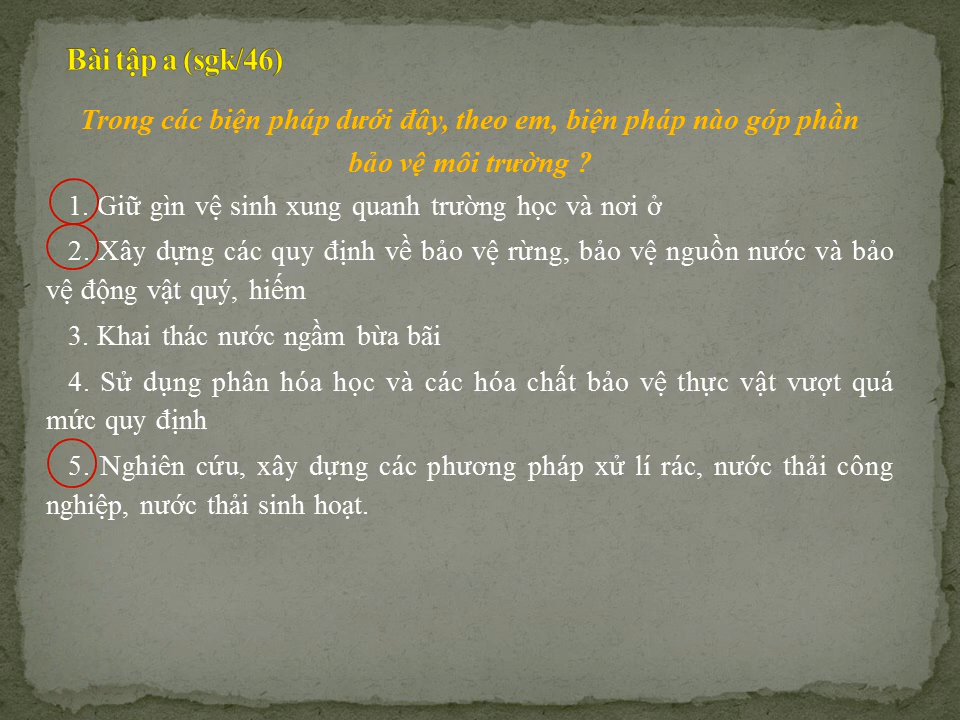 Bài tập a (sgk/46)
Trong các biện pháp dưới đây, theo em, biện pháp nào góp phần
bảo vệ môi trường ?
1. Giữ gìn vệ sinh xung quanh trường học và nơi ở
2. Xây dựng các quy định về bảo vệ rừng, bảo vệ nguồn nước và bảo
vệ động vật quý, hiếm
3. Khai thác nước ngầm bừa bãi
4. Sử dụng phân hóa học và các hóa chất bảo vệ thực vật vượt quá
mức quy định
5. Nghiên cứu, xây dựng các phương pháp xử lí rác, nước thải công
nghiệp, nước thải sinh hoạt.